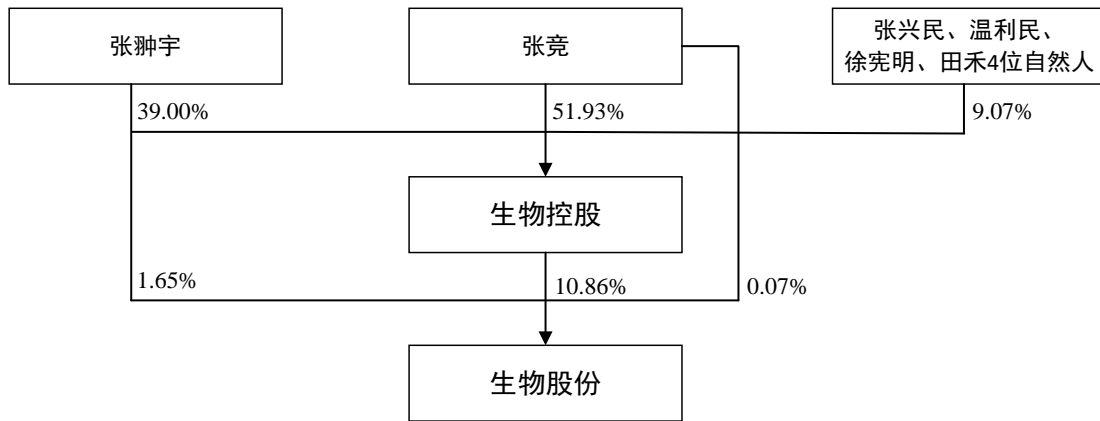 张翀宇
张竞
张兴民、温利民、
徐宪明、田禾4位自然人
39.00%
51.93%
9.07%
生物控股
1.65%
10.86%
0.07%
生物股份